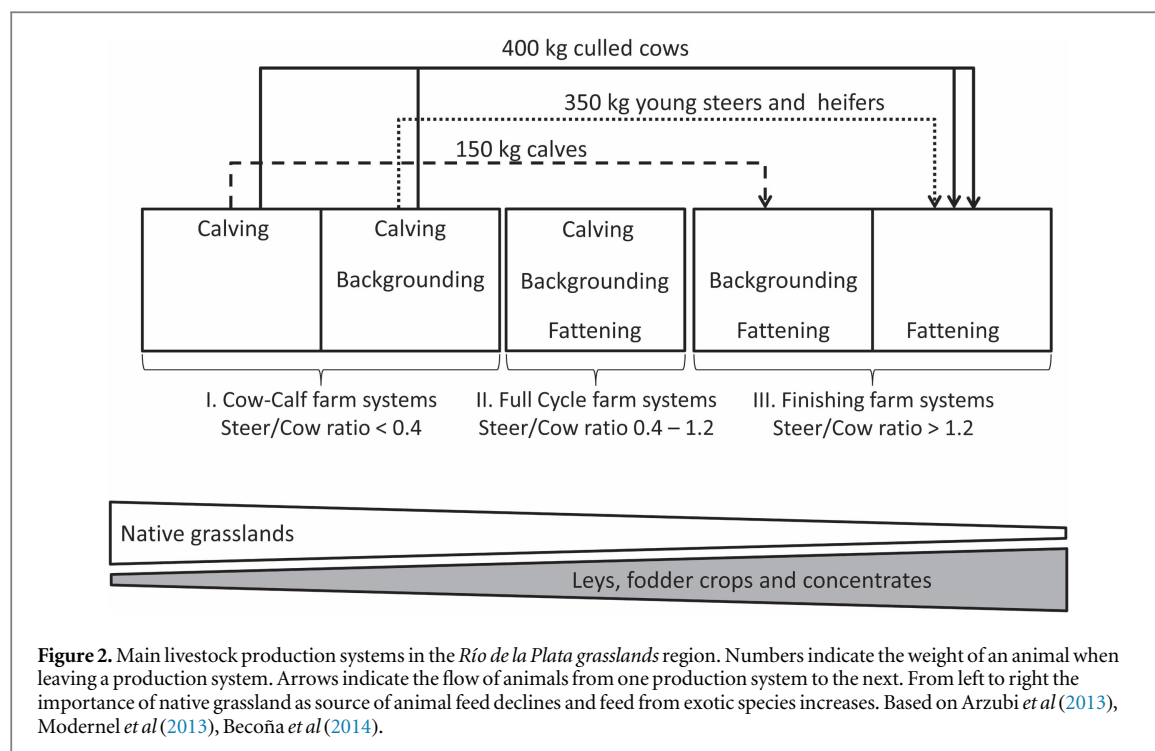 400 kg culled cows
350 kg young steers and heifers
150 kg calves
Calving
Calving
Backgrounding
Calving
Backgrounding
Fattening
Backgrounding
Fattening
Fattening
I. Cow-Calf farm systems
Steer/Cow ratio < 0.4
II. Full Cycle farm systems
Steer/Cow ratio 0.4 – 1.2
III. Finishing farm systems
Steer/Cow ratio > 1.2
Native grasslands
Leys, fodder crops and concentrates
Figure 2. Main livestock production systems in the Río de la Plata grasslands region. Numbers indicate the weight of an animal when
leaving a production system. Arrows indicate the flow of animals from one production system to the next. From left to right the
importance of native grassland as source of animal feed declines and feed from exotic species increases. Based on Arzubi et al (2013),
Modernel et al (2013), Becoña et al (2014).